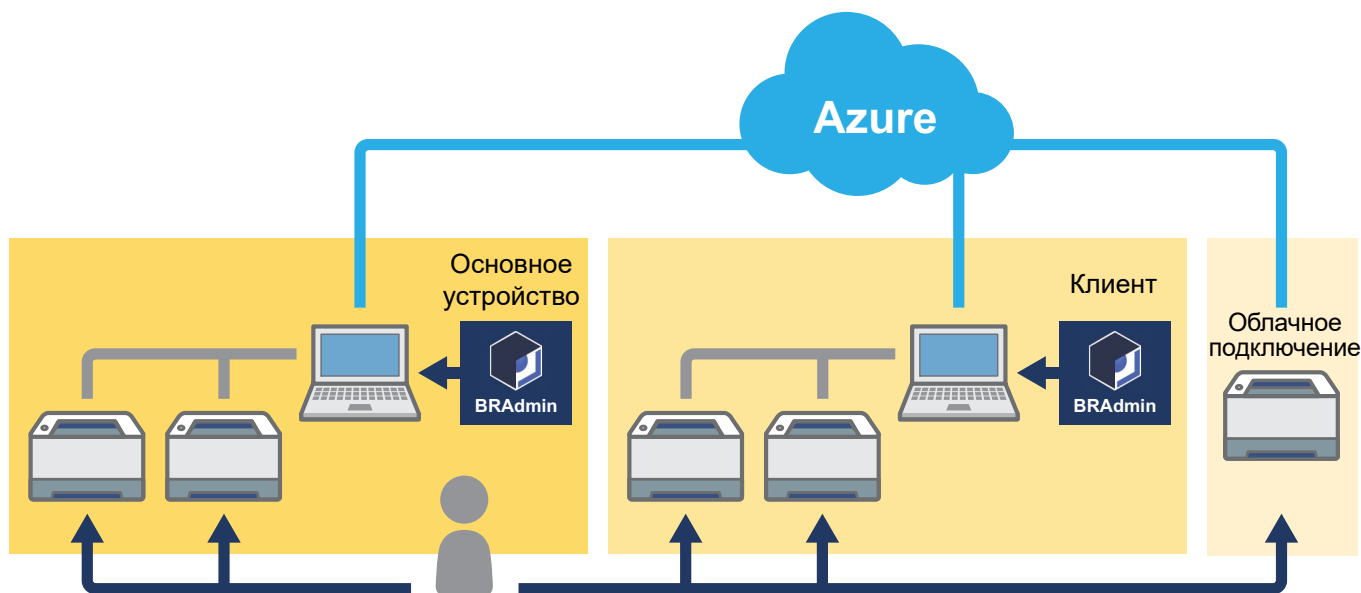 Azure
Основное
устройство
BRAdmin
Клиент
BRAdmin
Облачное
подключение